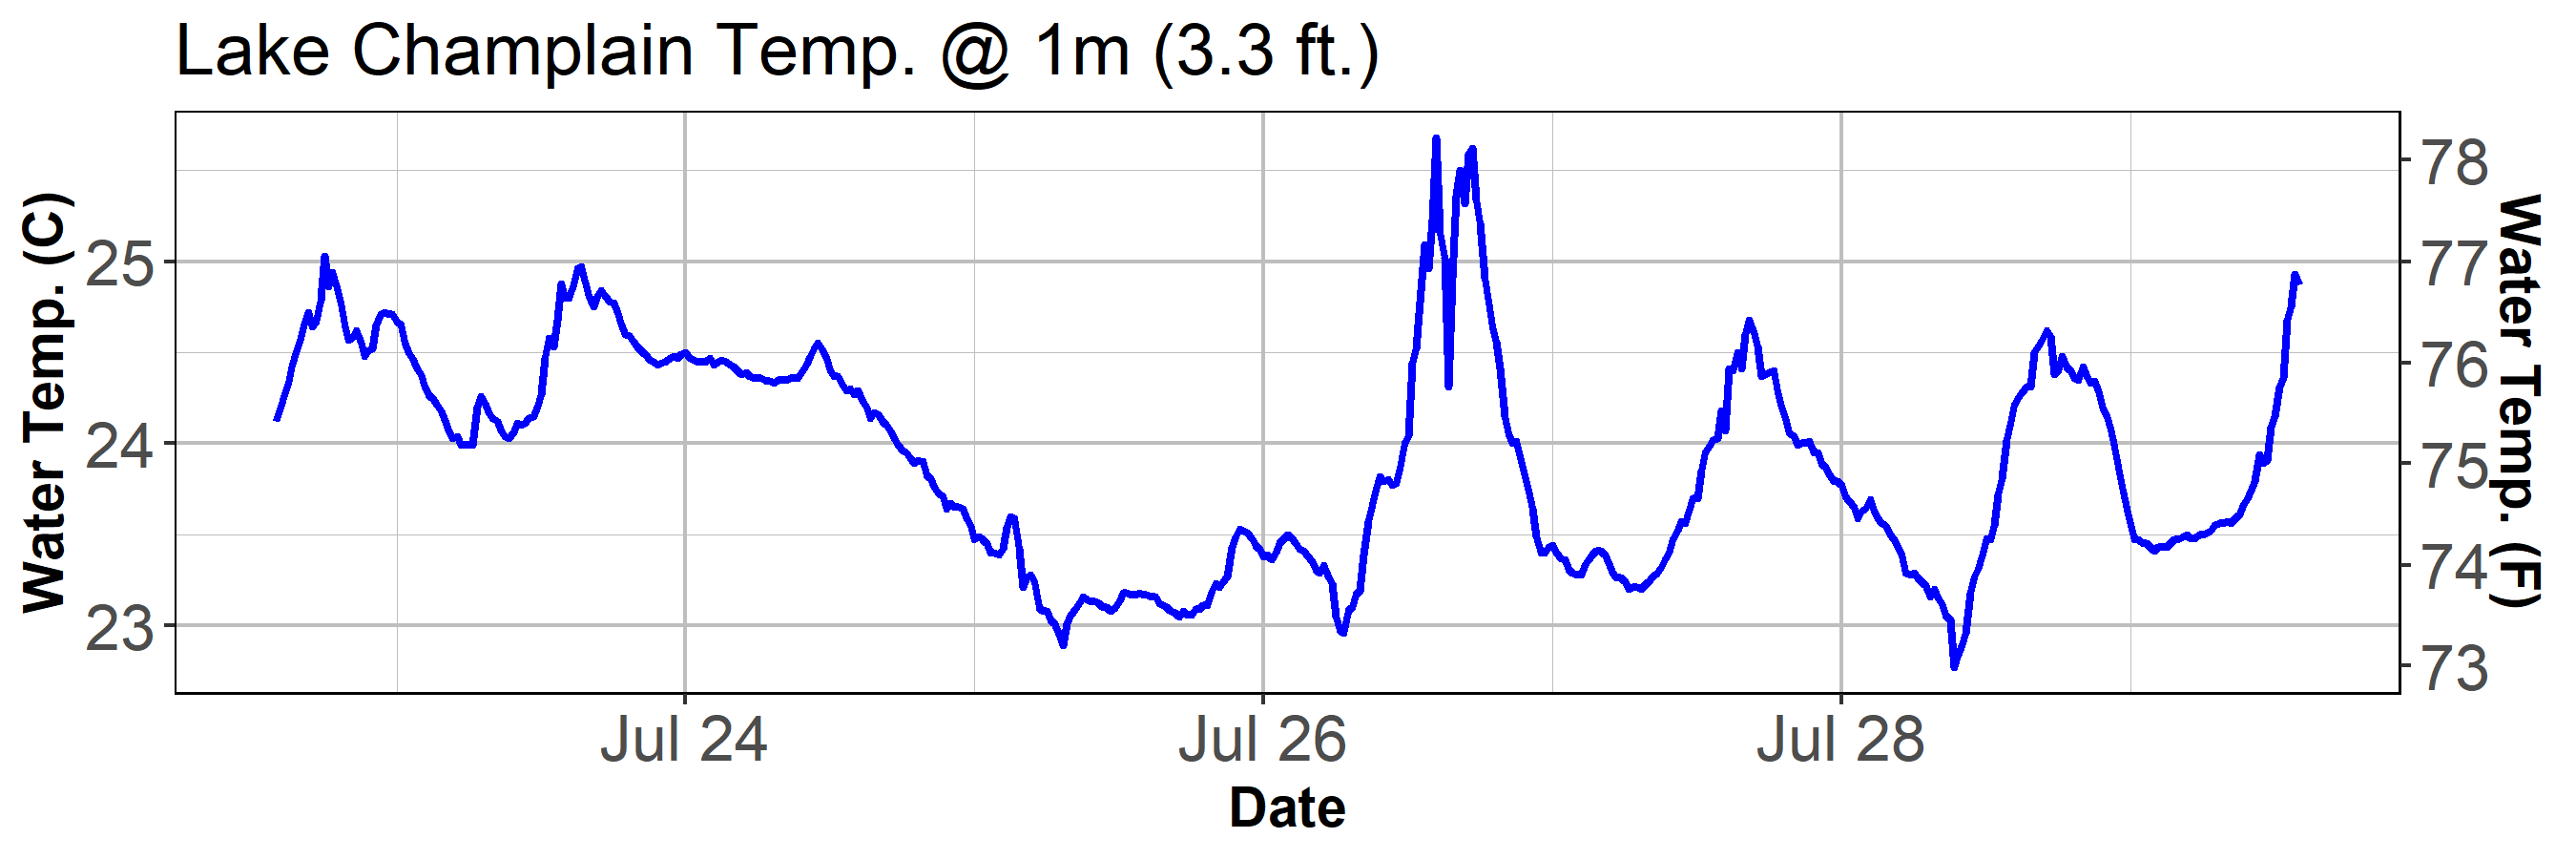 Lake Champlain Temp. @ 1m (3.3 ft.)
Water Temp. (C)
25
24
23
78
77
76
75
74
73
Water Temp. (F)
Jul 24
Jul 26
Jul 28
Date